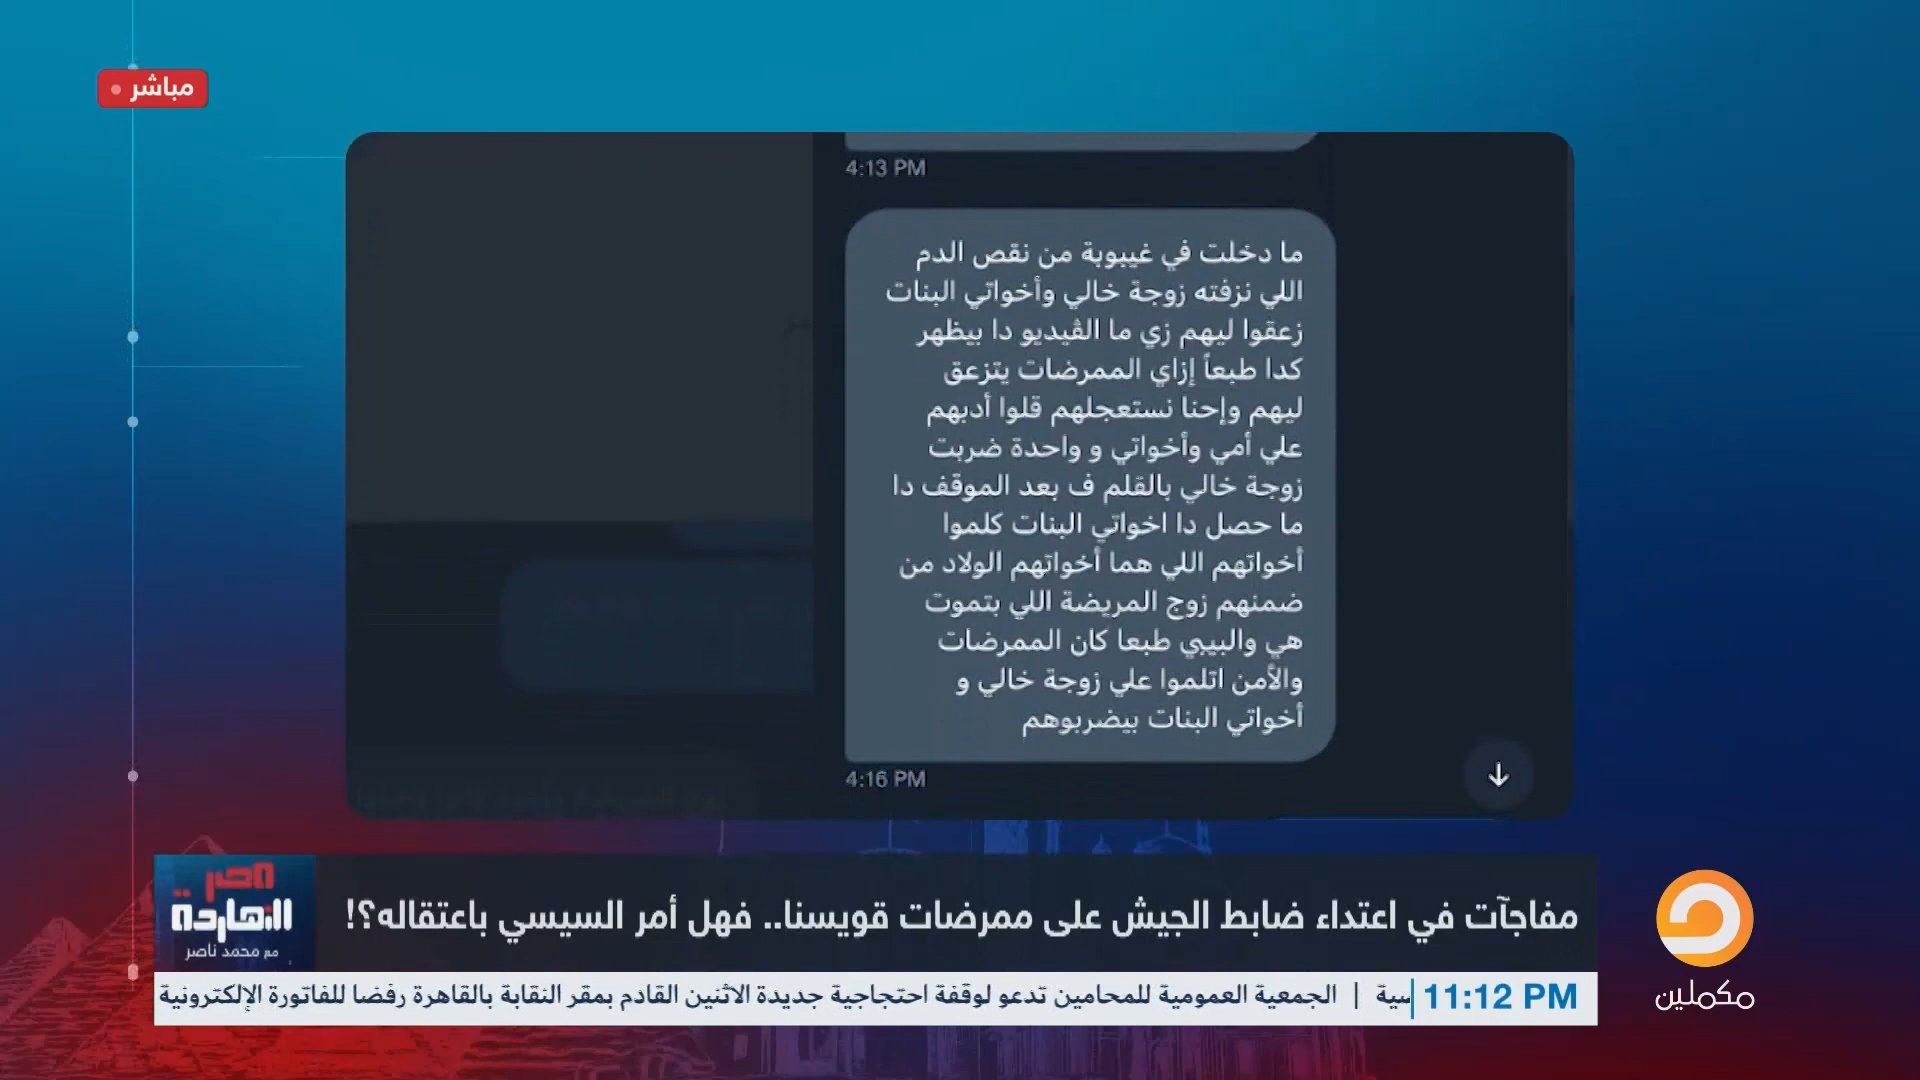 مباشر
4:13 PM
ما دخلت في غيبوبة من نقص الدم
اللي نزفته زوجة خالي وأخواتي البنات
زعقوا ليهم زي ما الڤيديو دا بيظهر
كدا طبعاً إزاي الممرضات يتزعق
ليهم وإحنا نستعجلهم قلوا أدبهم
علي أمي وأخواتي و واحدة ضربت
زوجة خالي بالقلم ف بعد الموقف دا
ما حصل دا اخواتي البنات كلموا
أخواتهم اللي هما أخواتهم الولاد من
ضمنهم زوج المريضة اللي بتموت
هي والبيبي طبعا كان الممرضات
والأمن اتلموا علي زوجة خالي و
أخواتي البنات بيضربوهم
4:16 PM
مصر
النهاردة
مع محمد ناصر
مفاجآت في اعتداء ضابط الجيش على ممرضات قويسنا.. فهل أمر السيسي باعتقاله؟!
11:12 PM
سية | الجمعية العمومية للمحامين تدعو لوقفة احتجاجية جديدة الاثنين القادم بمقر النقابة بالقاهرة رفضا للفاتورة الإلكترونية
مكملين